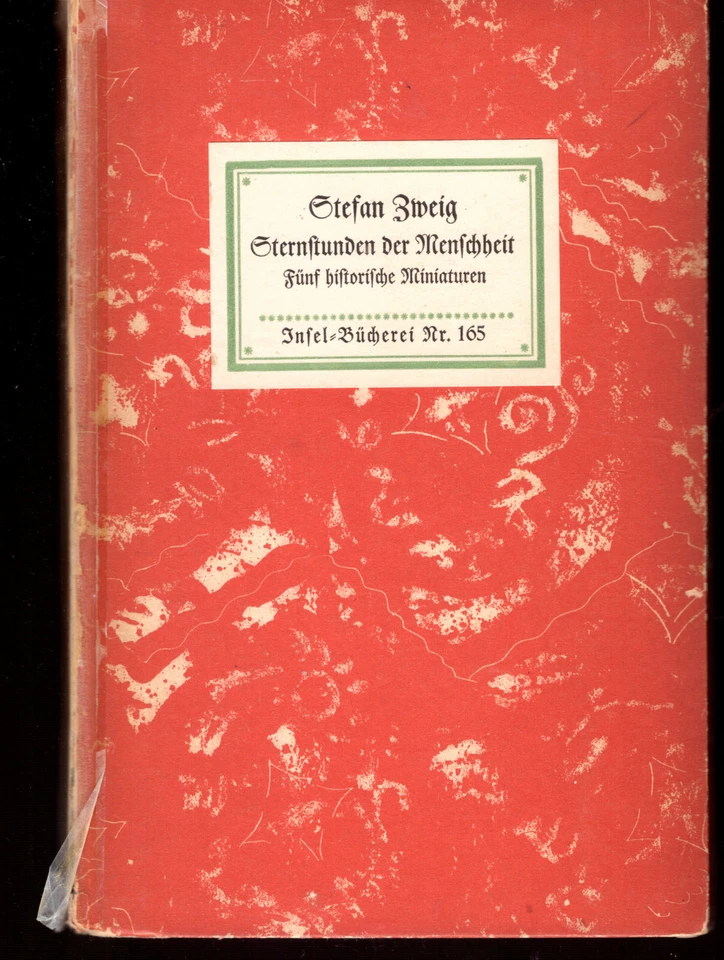 Stefan Zweig
Sternstunden der Menschheit
Fünf historische Miniaturen
Insel-Bücherei Nr. 165